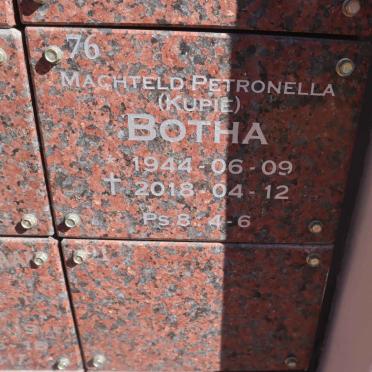 76
MACHTELD PETRONELLA
(KUPIE)
BOTHA
* 1944 - 06 - 09
† 2018 - 04 - 12
Ps 8 : 4 - 6